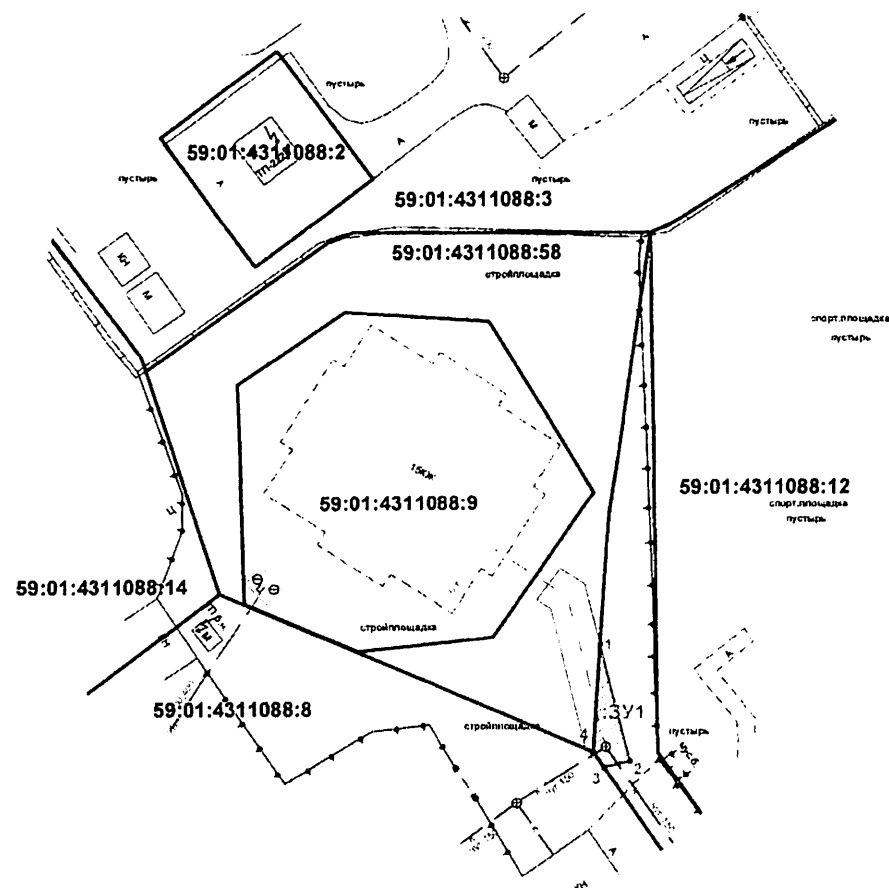 пустырь
А
А
Ц
59:01:4311088:2
А
М
пустырь
пустырь
пустырь
59:01:4311088:3
КН
М
59:01:4311088:58
стройплощадка
спорт.площадка
пустырь
59:01:4311088:9
59:01:4311088:12
спорт.площадка
пустырь
Ц
59:01:4311088:14
стройплощадка
1
59:01:4311088:8
:ЗУ1
стройплощадка
пустырь
А
4
3
2
А
КН